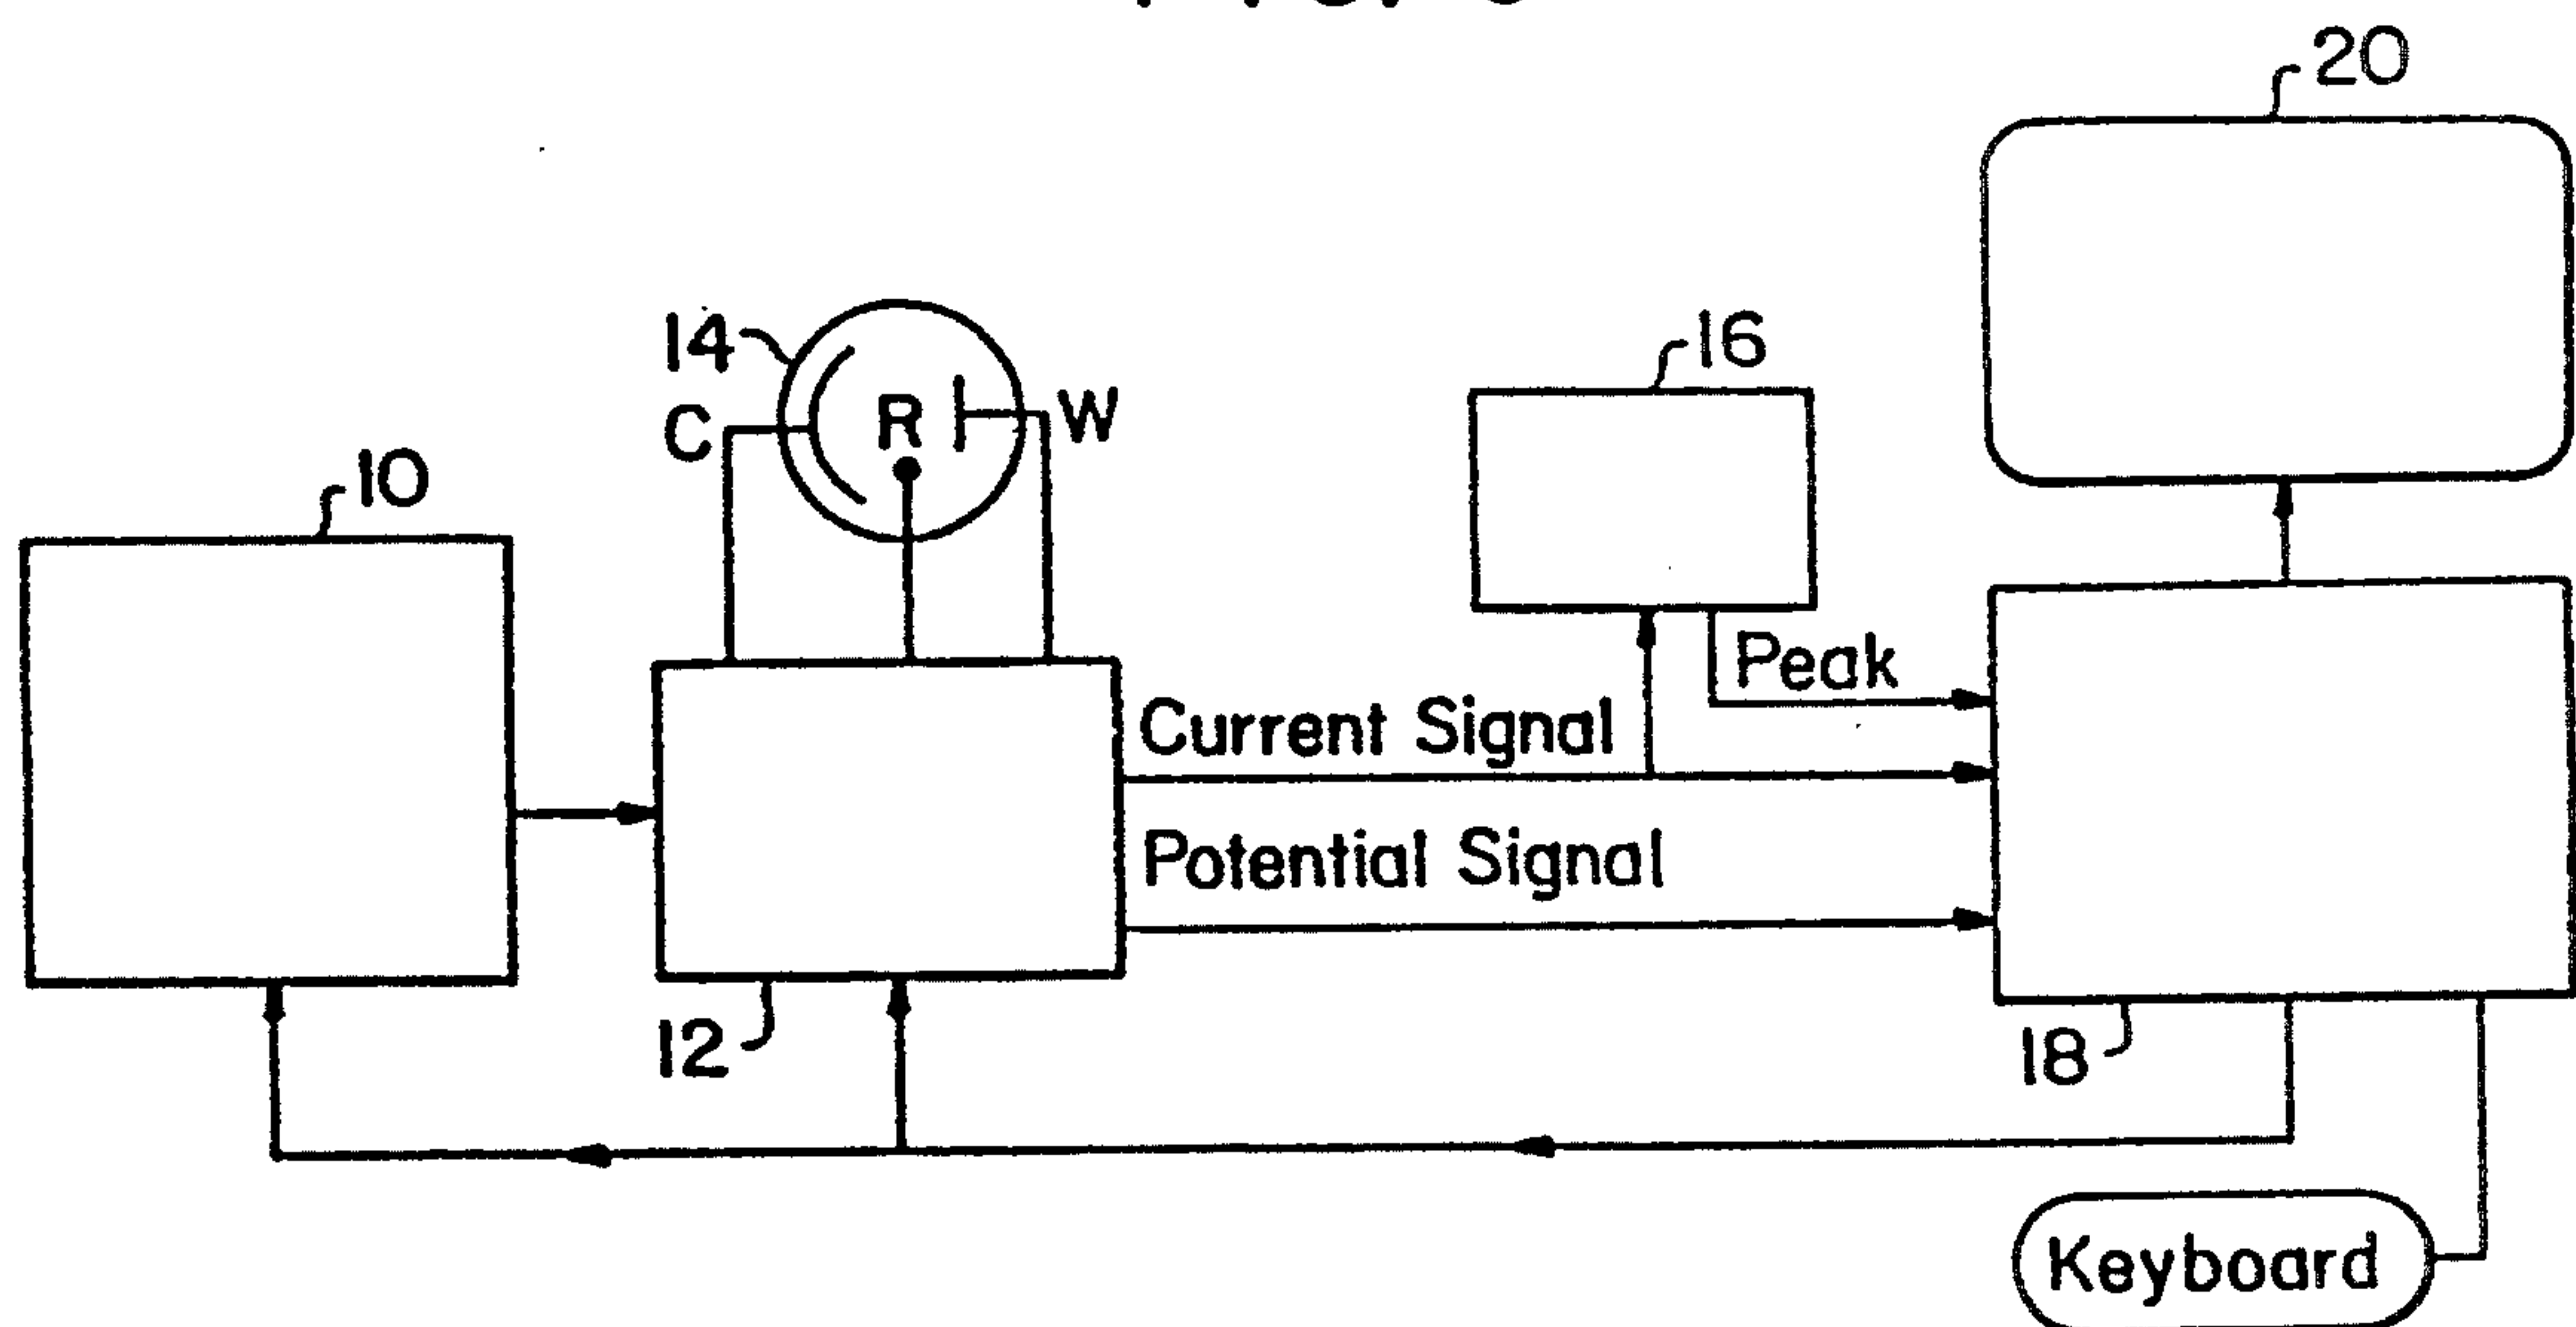 20
14
C
R
W
16
10
Peak
Current Signal
Potential Signal
12
18
Keyboard